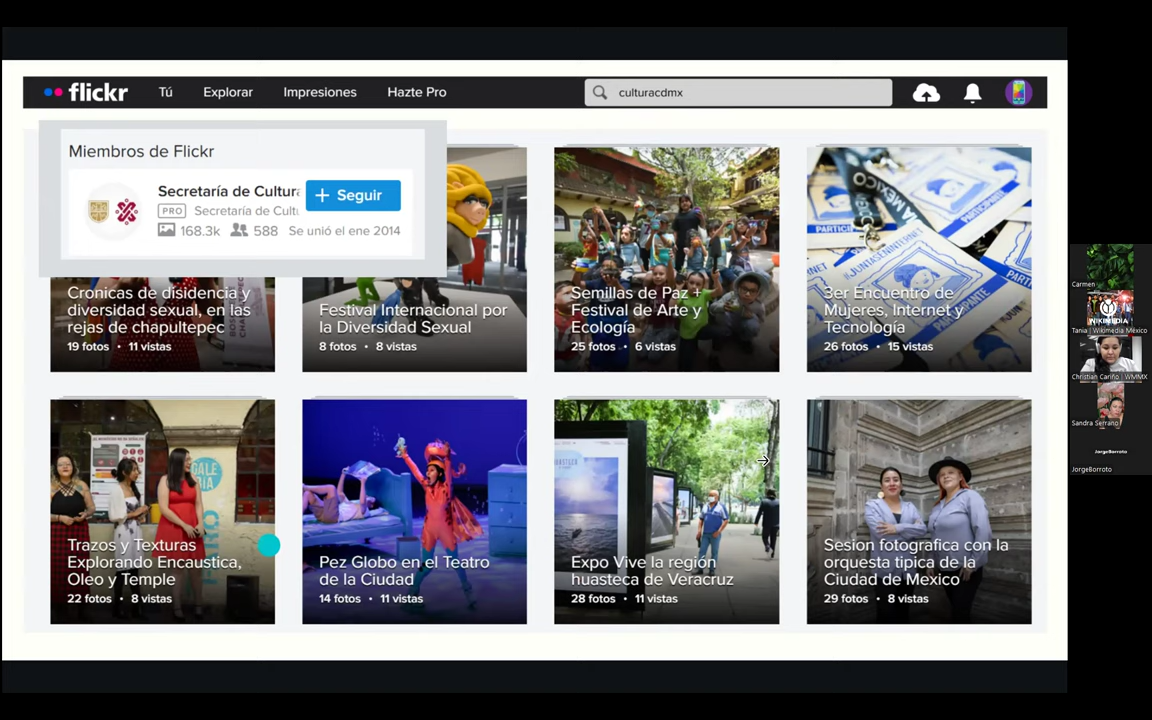 flickr Tú Explorar Impresiones Hazte Pro culturacdmx
Miembros de Flickr
Secretaría de Cultura
+ Seguir
PRO Secretaría de Cultu
168.3k 588 Se unió el ene 2014
Cronicas de disidencia y
diversidad sexual, en las
rejas de chapultepec
19 fotos • 11 vistas
Festival Internacional por
la Diversidad Sexual
8 fotos • 8 vistas
Semillas de Paz +
Festival de Arte y
Ecología
25 fotos • 6 vistas
#JUNTASENINTERNET
PARTICIPANTE
3er Encuentro de
Mujeres, Internet y
Tecnología
26 fotos • 15 vistas
Trazos y Texturas
Explorando Encaustica,
Oleo y Temple
22 fotos • 8 vistas
Pez Globo en el Teatro
de la Ciudad
14 fotos • 11 vistas
Expo Vive la región
huasteca de Veracruz
28 fotos • 11 vistas
Sesion fotografica con la
orquesta tipica de la
Ciudad de Mexico
29 fotos • 8 vistas
Carmen
WIKIMEDIA
Tania | Wikimedia México
Christian Cariño | WMMX
Sandra Serrano
JorgeBorroto
JorgeBorroto